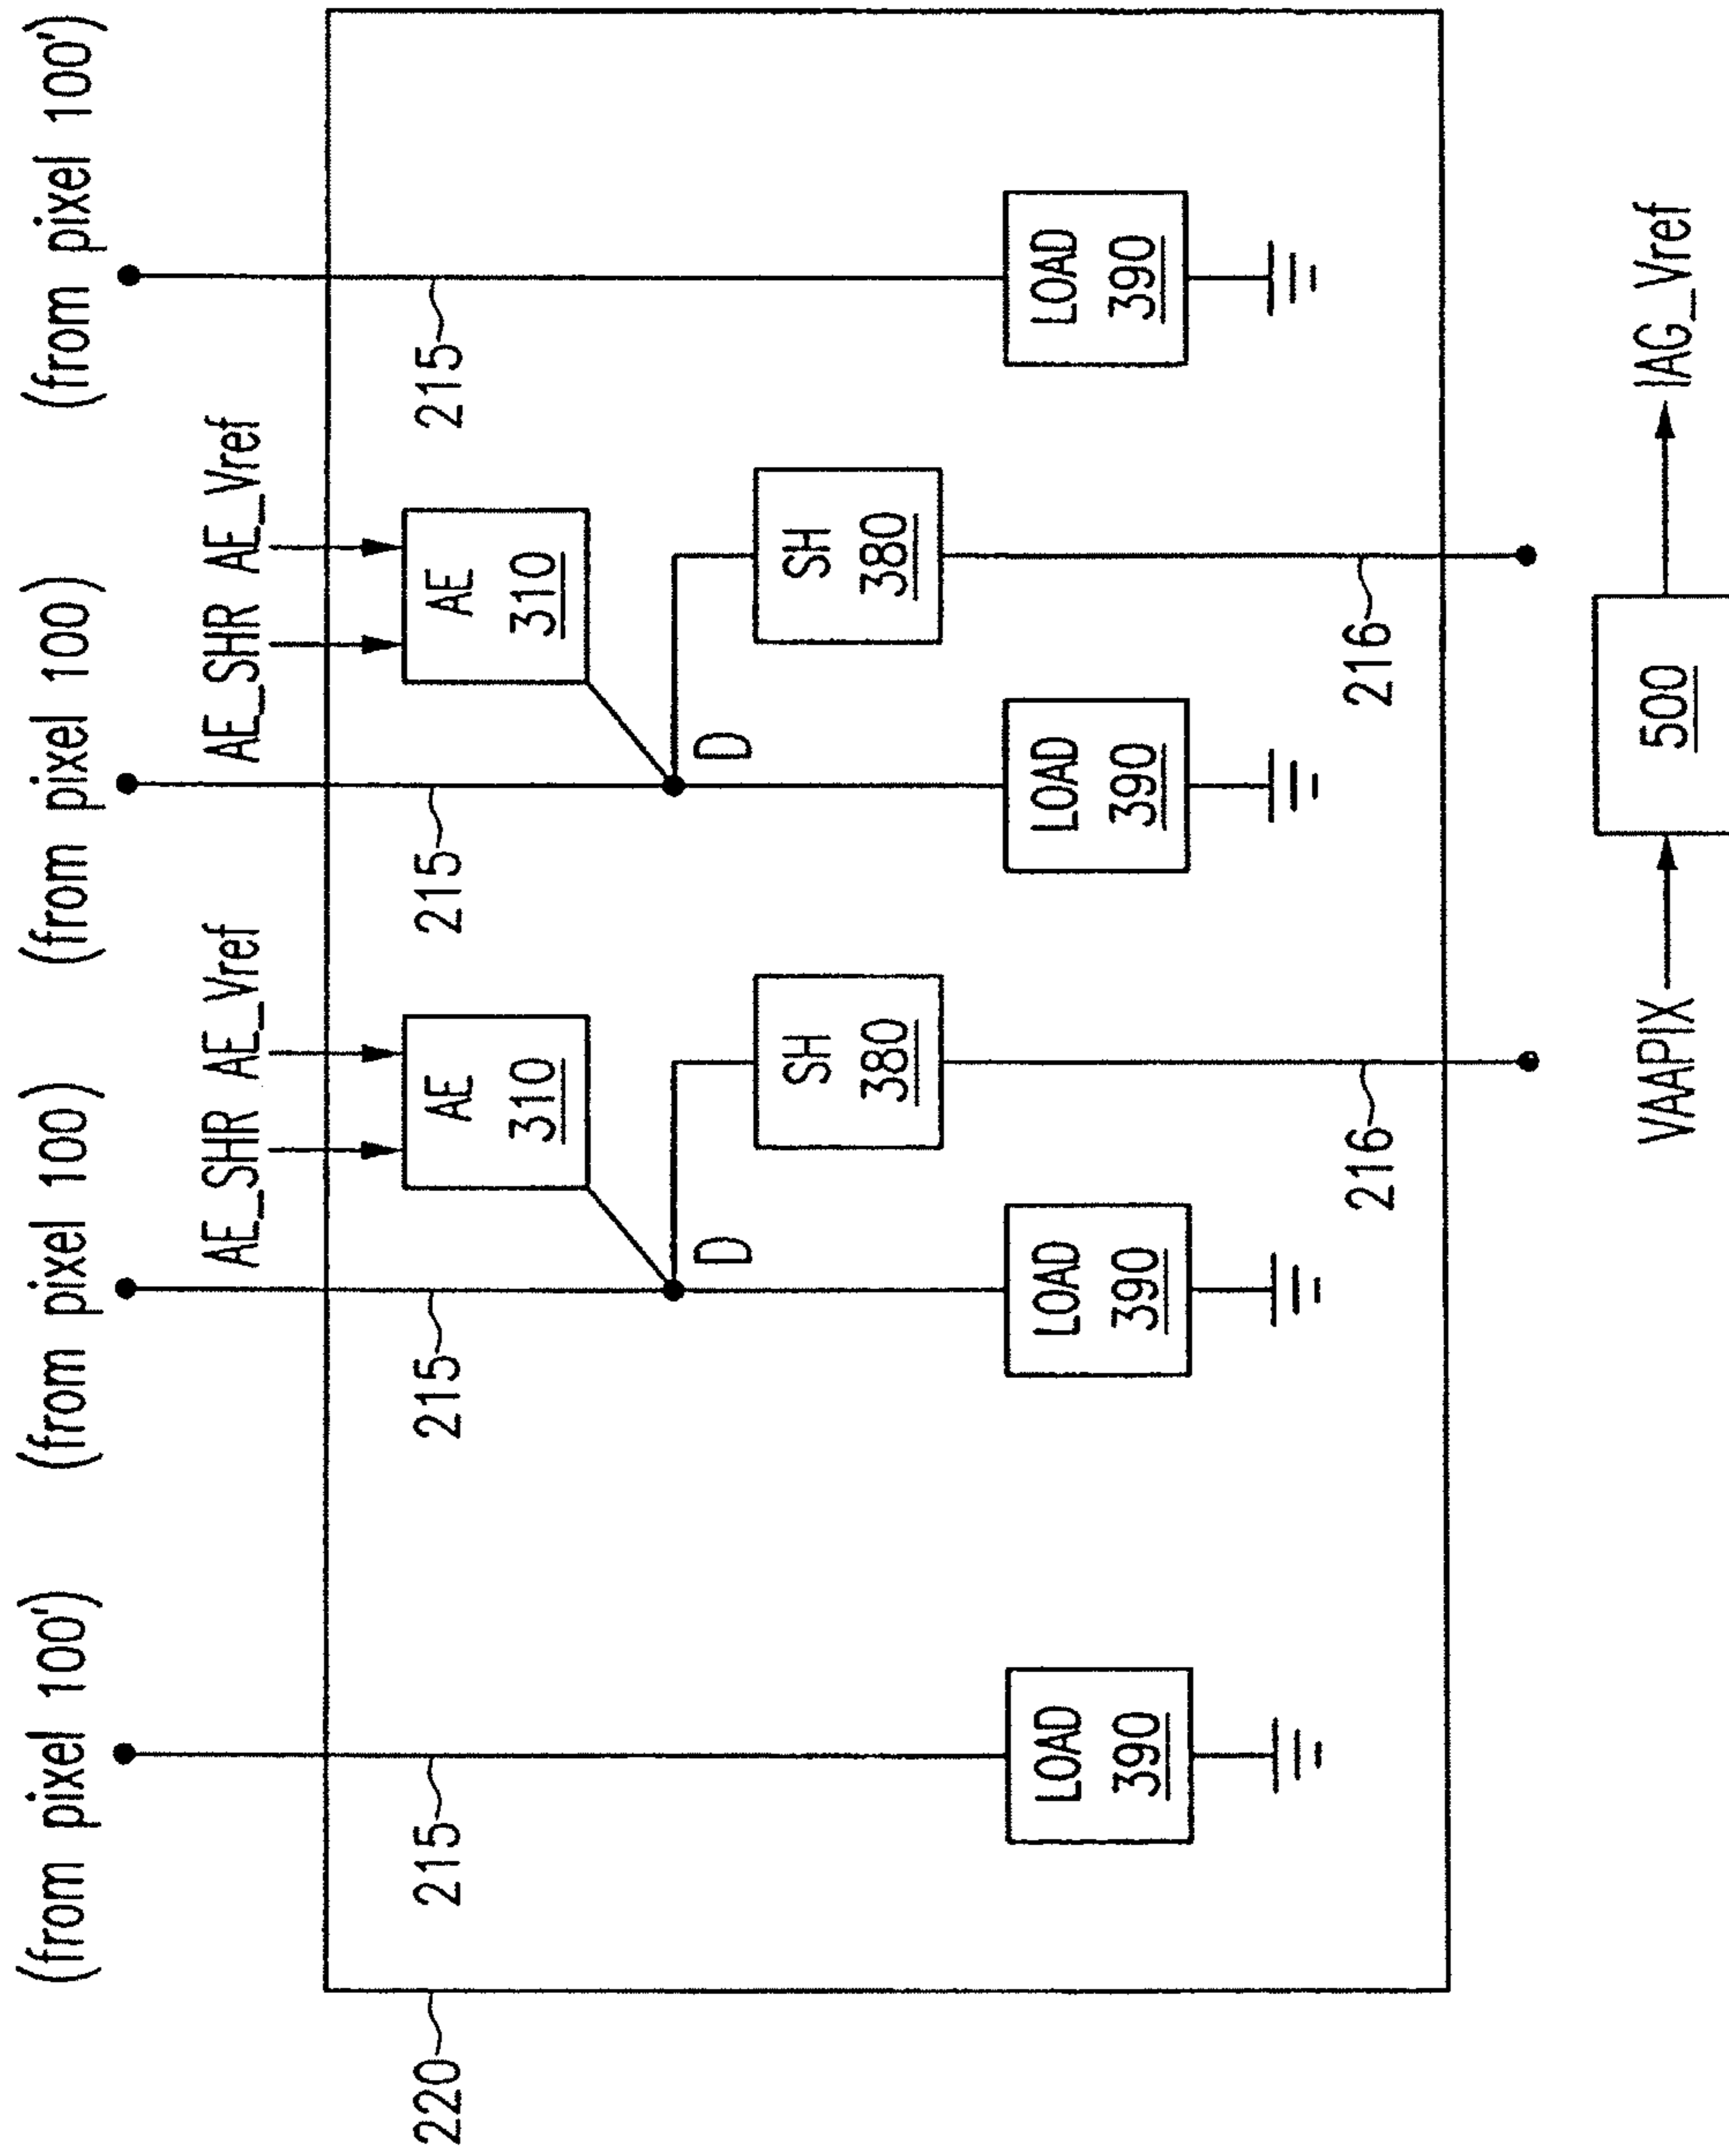 (from pixel 100')
(from pixel 100)
(from pixel 100)
(from pixel 100')
AE_SHR AE_Vref
AE_SHR AE_Vref
220
215
215
215
215
AE
310
AE
310
D
D
SH
380
SH
380
LOAD
390
LOAD
390
LOAD
390
LOAD
390
216
216
VAAPIX
500
IAG_Vref